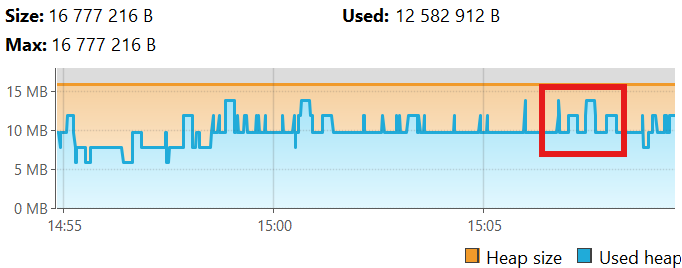 Size: 16 777 216 B Used: 12 582 912 B
Max: 16 777 216 B
15 MB
10 MB
5 MB
0 MB
14:55 15:00 15:05
Heap size Used heap